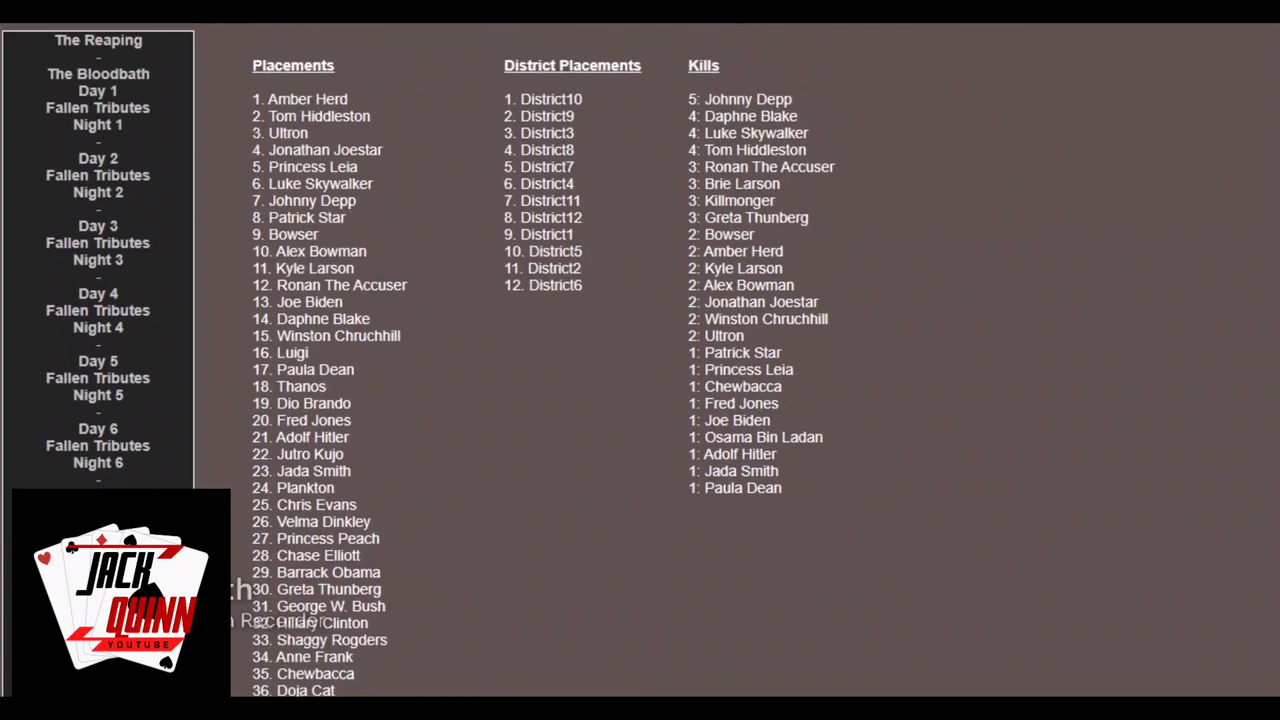 The Reaping
-
The Bloodbath
Day 1
Fallen Tributes
Night 1
-
Day 2
Fallen Tributes
Night 2
-
Day 3
Fallen Tributes
Night 3
-
Day 4
Fallen Tributes
Night 4
-
Day 5
Fallen Tributes
Night 5
-
Day 6
Fallen Tributes
Night 6
-
JACK
QUINN
YOUTUBE
Placements
1. Amber Herd
2. Tom Hiddleston
3. Ultron
4. Jonathan Joestar
5. Princess Leia
6. Luke Skywalker
7. Johnny Depp
8. Patrick Star
9. Bowser
10. Alex Bowman
11. Kyle Larson
12. Ronan The Accuser
13. Joe Biden
14. Daphne Blake
15. Winston Chruchhill
16. Luigi
17. Paula Dean
18. Thanos
19. Dio Brando
20. Fred Jones
21. Adolf Hitler
22. Jutro Kujo
23. Jada Smith
24. Plankton
25. Chris Evans
26. Velma Dinkley
27. Princess Peach
28. Chase Elliott
29. Barrack Obama
30. Greta Thunberg
31. George W. Bush
32. Hillary Clinton
33. Shaggy Rogders
34. Anne Frank
35. Chewbacca
36. Doja Cat
District Placements
1. District10
2. District9
3. District3
4. District8
5. District7
6. District4
7. District11
8. District12
9. District1
10. District5
11. District2
12. District6
Kills
5: Johnny Depp
4: Daphne Blake
4: Luke Skywalker
4: Tom Hiddleston
3: Ronan The Accuser
3: Brie Larson
3: Killmonger
3: Greta Thunberg
2: Bowser
2: Amber Herd
2: Kyle Larson
2: Alex Bowman
2: Jonathan Joestar
2: Winston Chruchhill
2: Ultron
1: Patrick Star
1: Princess Leia
1: Chewbacca
1: Fred Jones
1: Joe Biden
1: Osama Bin Ladan
1: Adolf Hitler
1: Jada Smith
1: Paula Dean